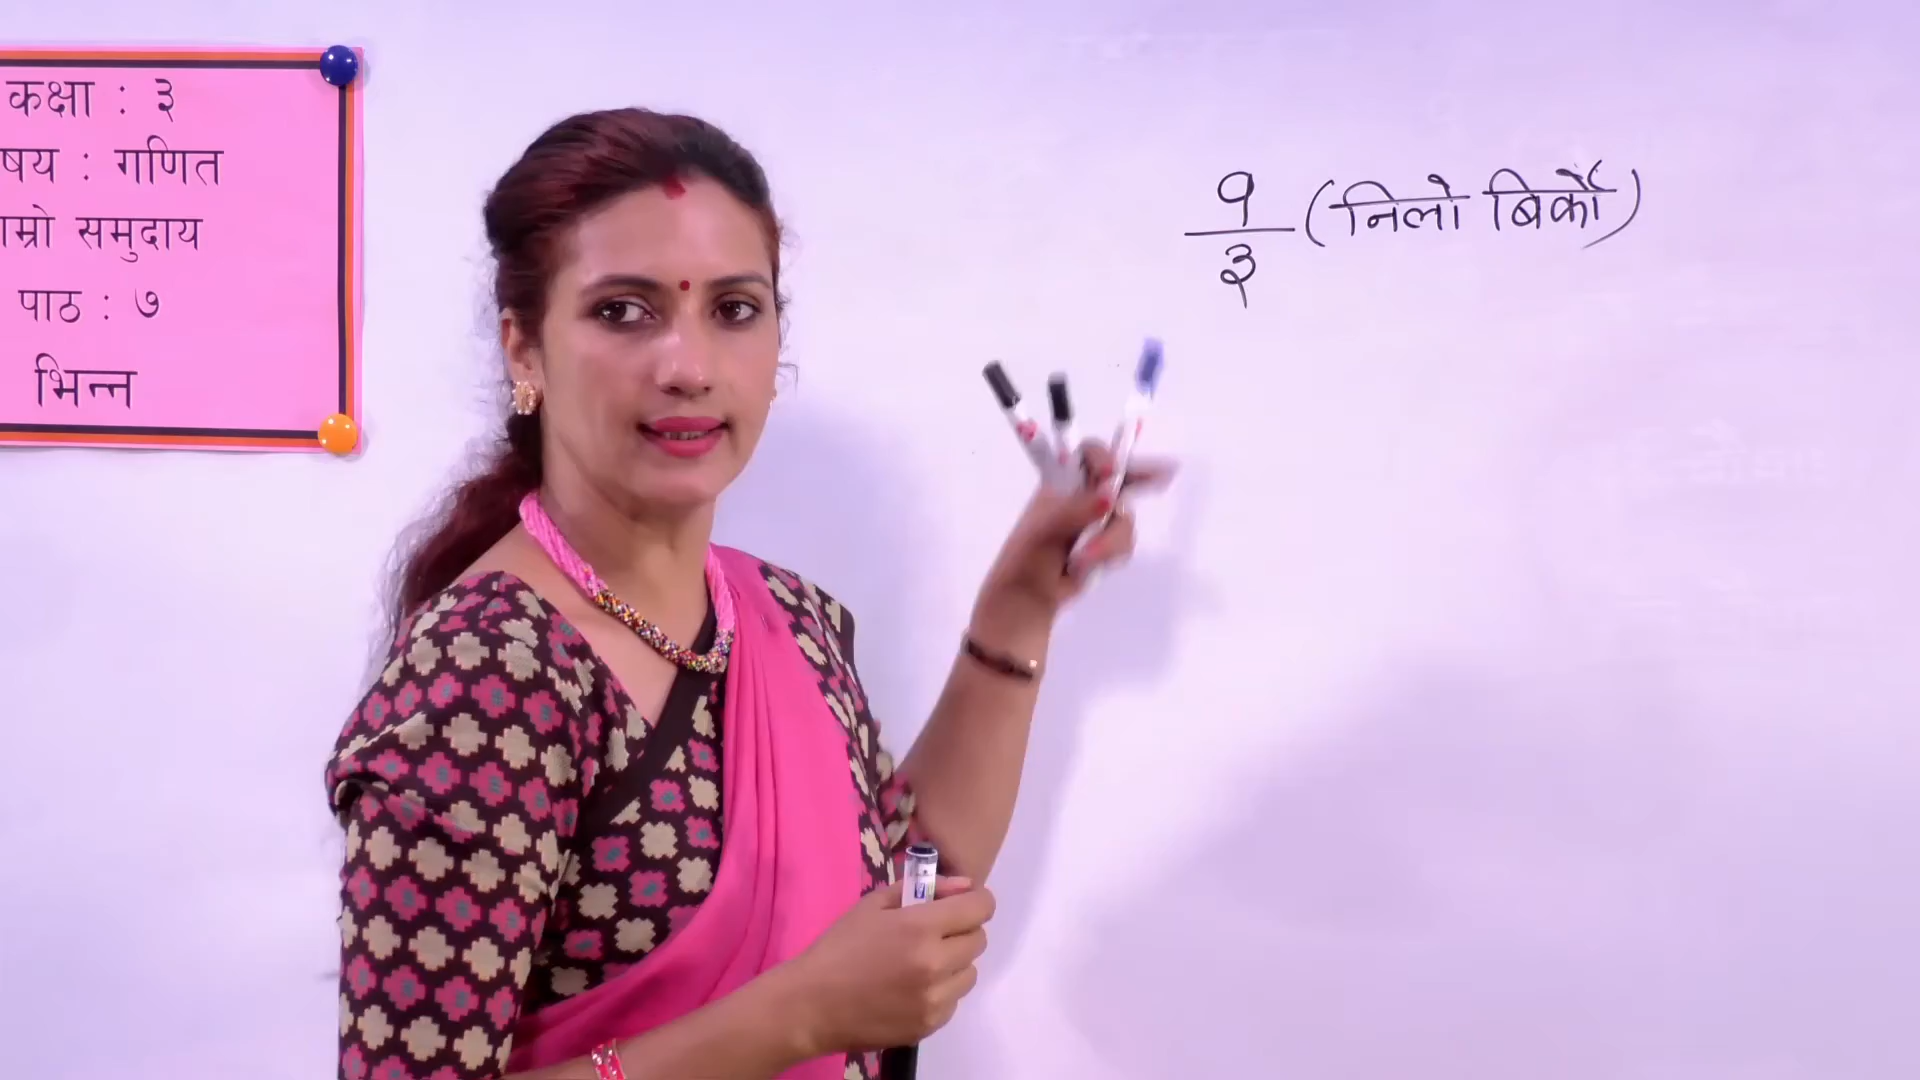 कक्षा : ३
षय : गणित
ाम्रो समुदाय
पाठ : ७
भिन्न
१
३
(निलो बिर्को)